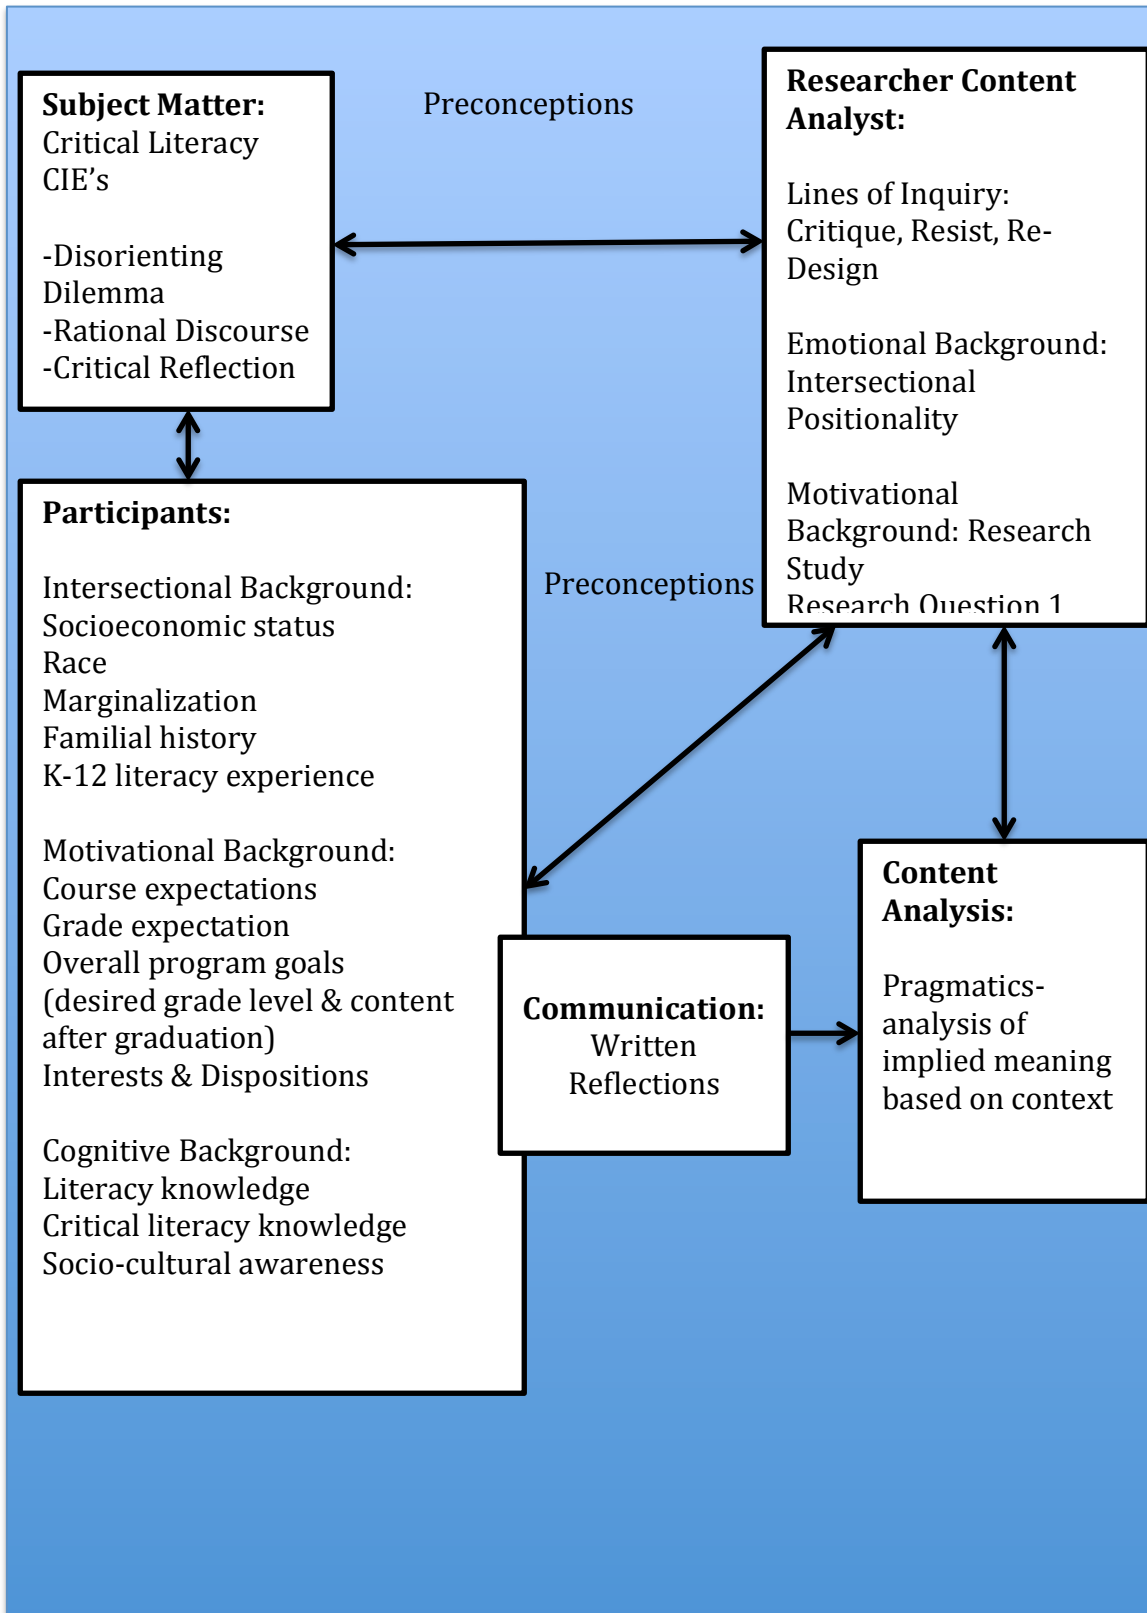 Subject Matter:
Critical Literacy
CIE’s
-Disorienting
Dilemma
-Rational Discourse
-Critical Reflection
Preconceptions
Researcher Content
Analyst:
Lines of Inquiry:
Critique, Resist, Re-
Design
Emotional Background:
Intersectional
Positionality
Motivational
Background: Research
Study
Research Question 1
Preconceptions
Participants:
Intersectional Background:
Socioeconomic status
Race
Marginalization
Familial history
K-12 literacy experience
Motivational Background:
Course expectations
Grade expectation
Overall program goals
(desired grade level & content
after graduation)
Interests & Dispositions
Cognitive Background:
Literacy knowledge
Critical literacy knowledge
Socio-cultural awareness
Communication:
Written
Reflections
Content
Analysis:
Pragmatics-
analysis of
implied meaning
based on context